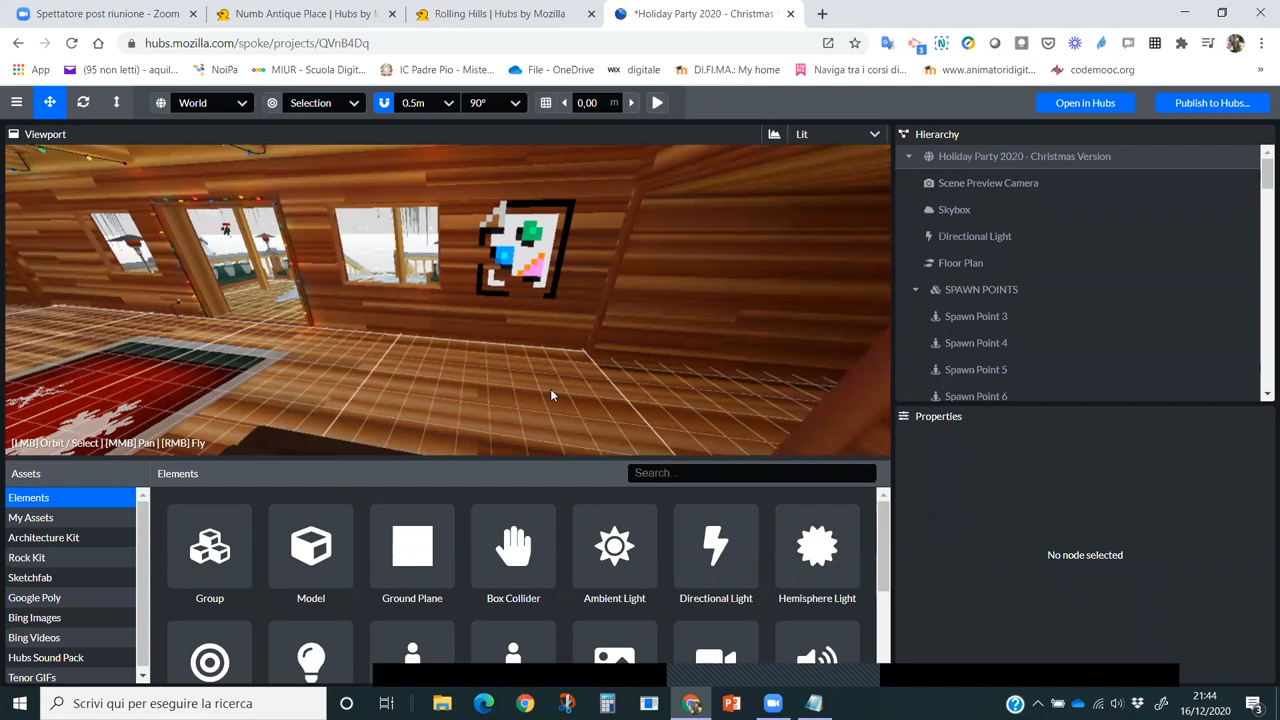 Spettatore post riunione - Zoom
Numb Antique Place | Hubs by M
Rolling Hills | Hubs by Mozilla
*Holiday Party 2020 - Christmas
hubs.mozilla.com/spoke/projects/QVnB4Dq
3
App
(95 non letti) - aquil
NoiPa
MIUR - Scuola Digit...
IC Padre Pio - Miste...
File - OneDrive
WIX digitale
DI.FI.MA.: My home
Naviga tra i corsi di...
www.animatoridigit...
codemooc.org
World
Selection
0.5m
90°
0,00 m
Open in Hubs
Publish to Hubs...
Viewport
Lit
Hierarchy
Holiday Party 2020 - Christmas Version
Scene Preview Camera
Skybox
Directional Light
Floor Plan
SPAWN POINTS
Spawn Point 3
Spawn Point 4
Spawn Point 5
Spawn Point 6
[LMB] Orbit / Select | [MMB] Pan | [RMB] Fly
Properties
No node selected
Assets
Elements
My Assets
Architecture Kit
Rock Kit
Sketchfab
Google Poly
Bing Images
Bing Videos
Hubs Sound Pack
Tenor GIFs
Elements
Search...
Group
Model
Ground Plane
Box Collider
Ambient Light
Directional Light
Hemisphere Light
Scrivi qui per eseguire la ricerca
21:44
16/12/2020
3